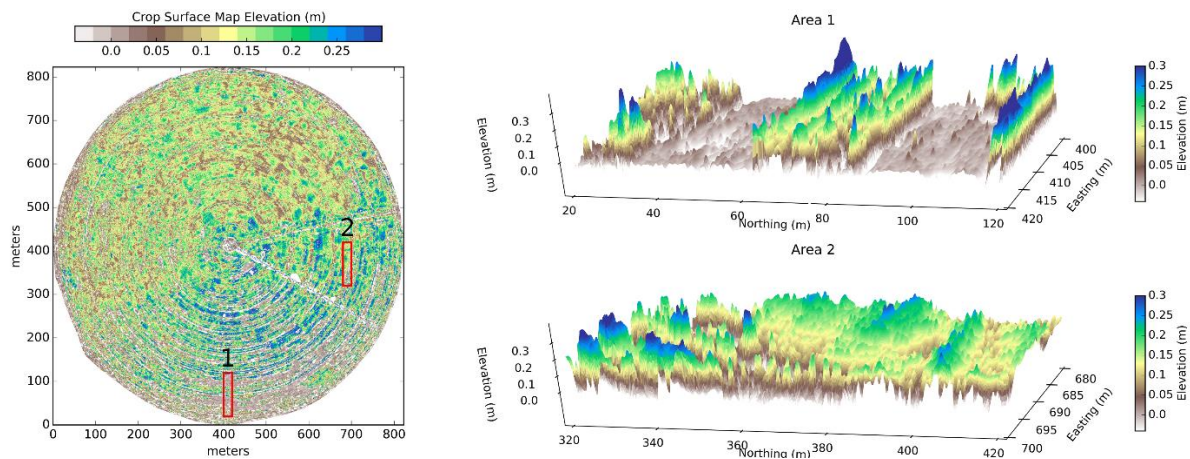 Crop Surface Map Elevation (m)
0.0 0.05 0.1 0.15 0.2 0.25
800
700
600
500
400
300
200
100
0
meters
0 100 200 300 400 500 600 700 800
meters
1
2
Area 1
Elevation (m)
0.3
0.2
0.1
0.0
20 40 60 80 100 120
Northing (m)
400
405
410
415
420
Easting (m)
0.3
0.25
0.2
0.15
0.1
0.05
0.0
Elevation (m)
Area 2
Elevation (m)
0.3
0.2
0.1
0.0
320 340 360 380 400 420
Northing (m)
680
685
690
695
700
Easting (m)
0.3
0.25
0.2
0.15
0.1
0.05
0.0
Elevation (m)